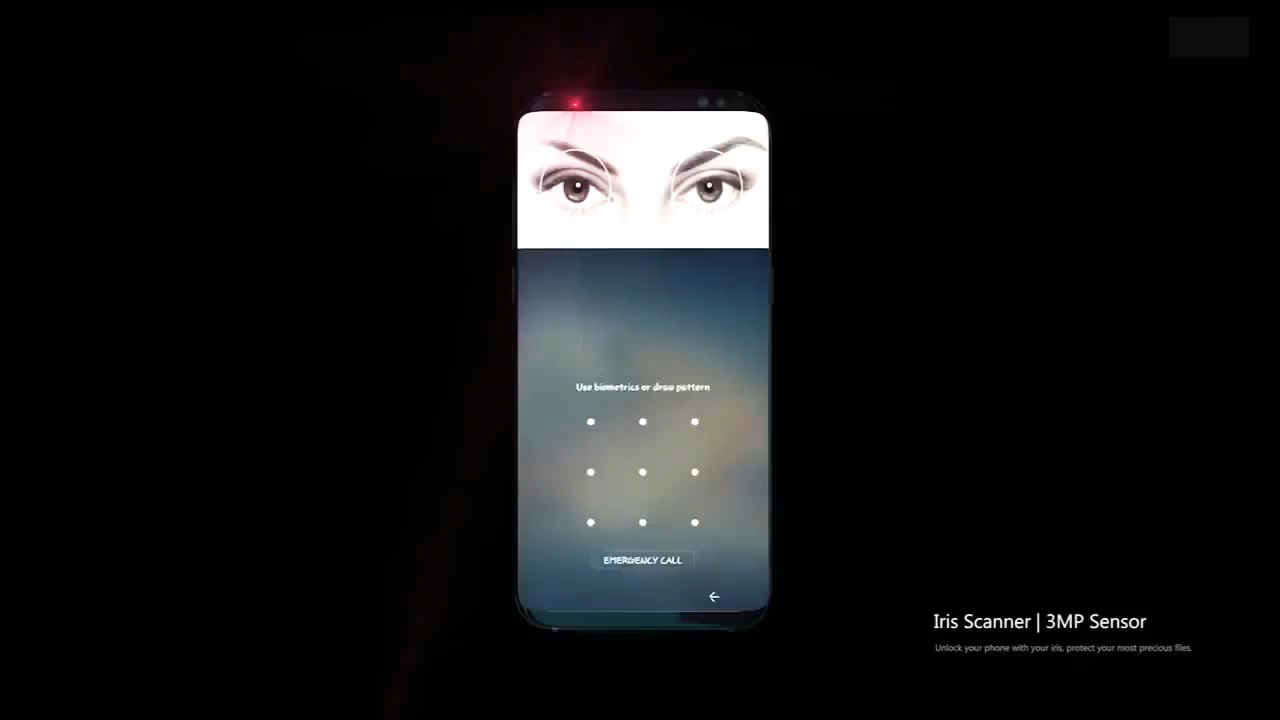 Use biometrics or draw pattern
EMERGENCY CALL
Iris Scanner | 3MP Sensor
Unlock your phone with your iris, protect your most precious files.